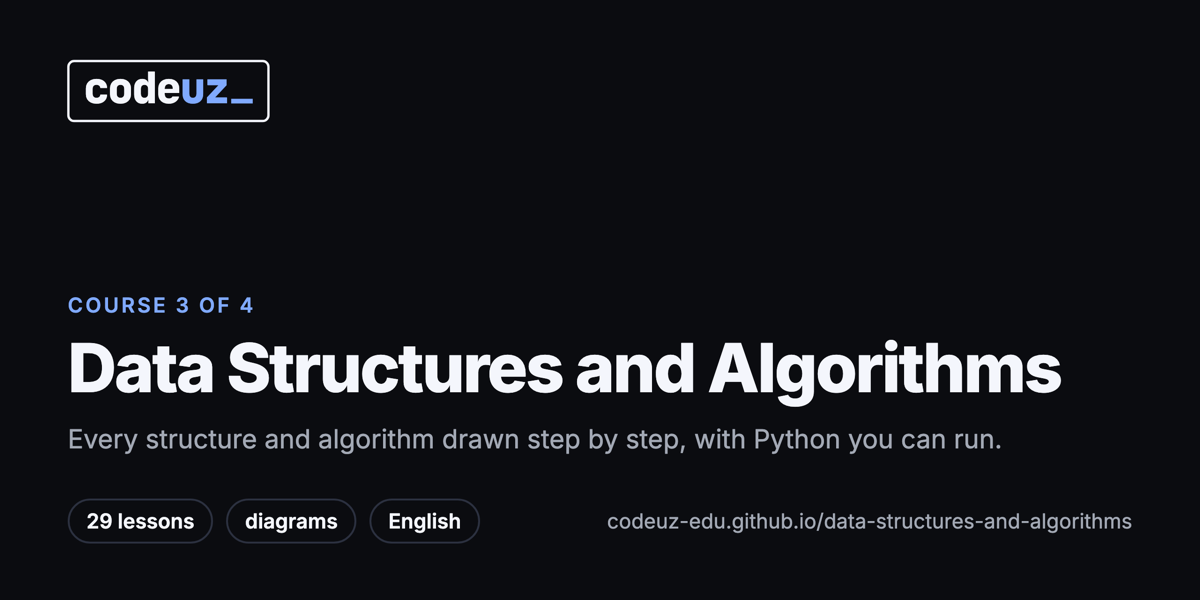 codeuz_
COURSE 3 OF 4
Data Structures and Algorithms
Every structure and algorithm drawn step by step, with Python you can run.
29 lessons diagrams English codeuz-edu.github.io/data-structures-and-algorithms